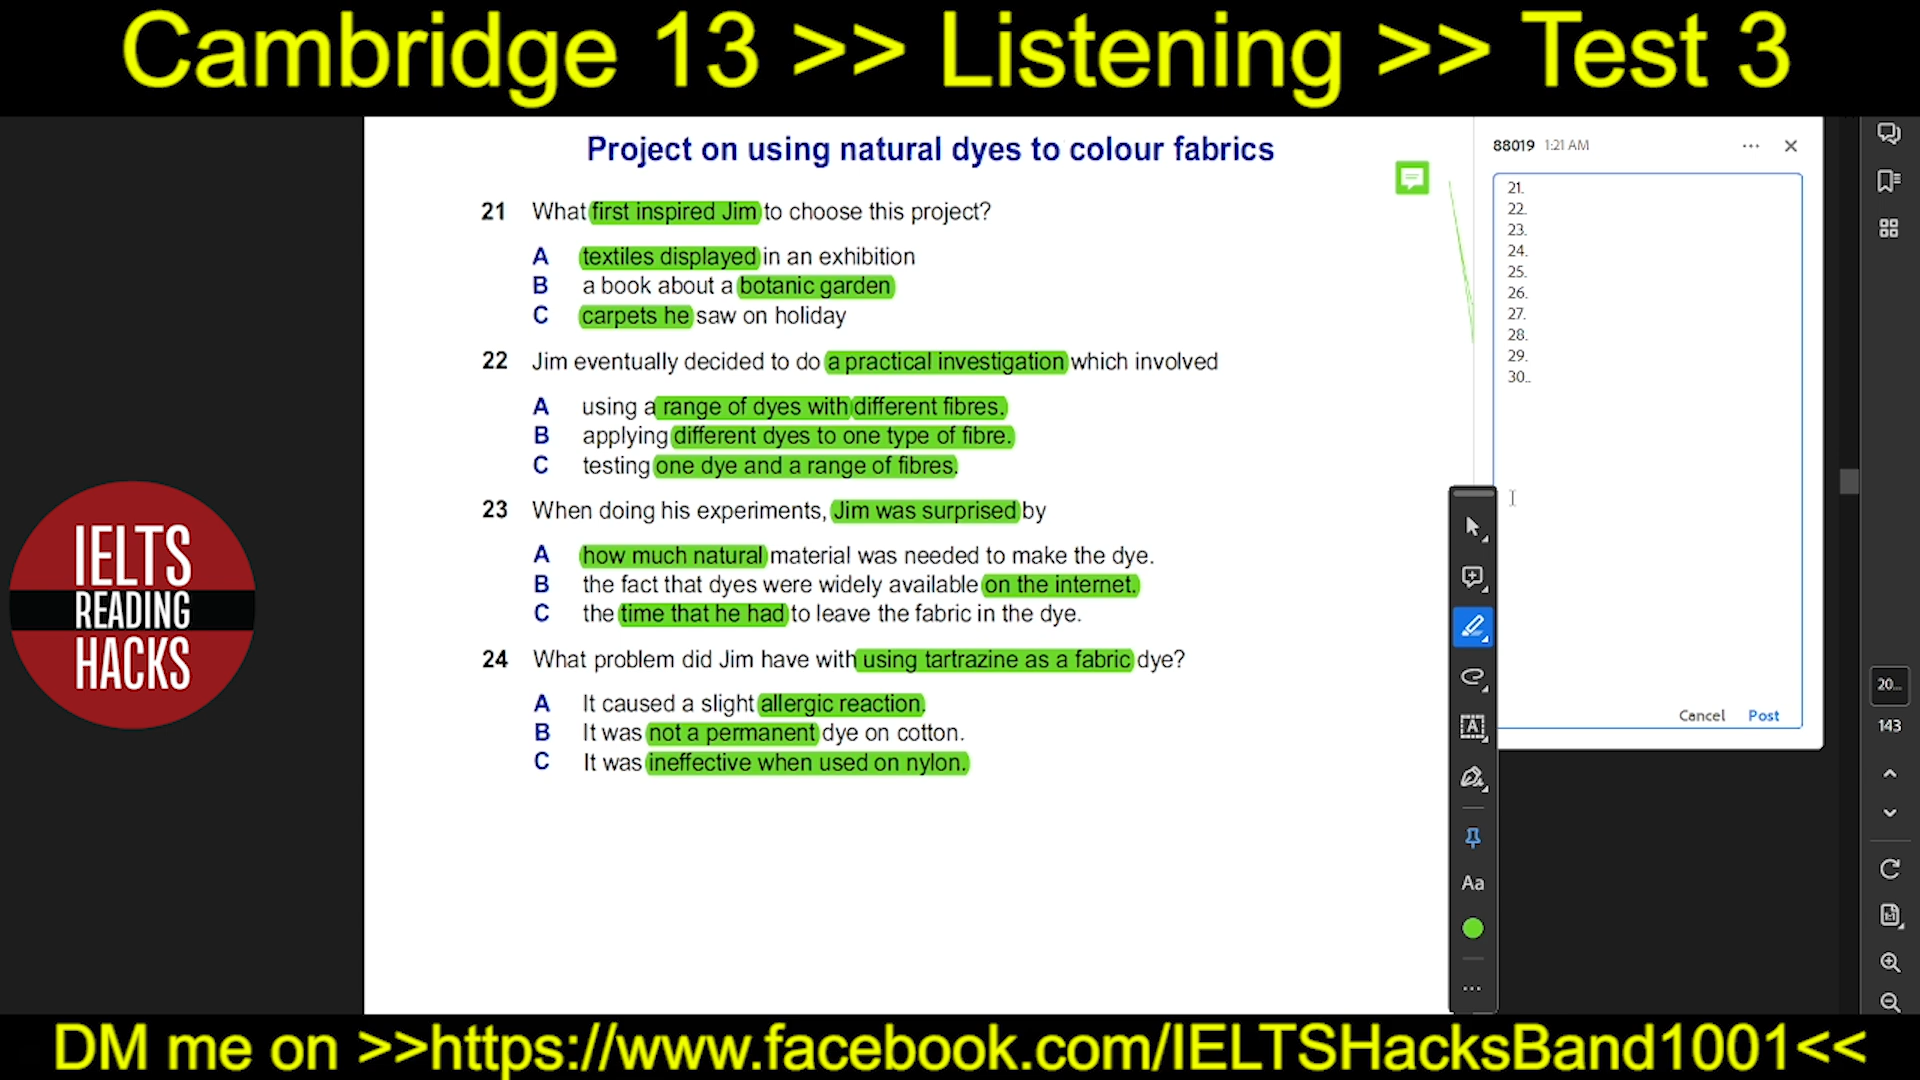 Cambridge 13 >> Listening >> Test 3
Project on using natural dyes to colour fabrics
21 What first inspired Jim to choose this project?
A textiles displayed in an exhibition
B a book about a botanic garden
C carpets he saw on holiday
22 Jim eventually decided to do a practical investigation which involved
A using a range of dyes with different fibres.
B applying different dyes to one type of fibre.
C testing one dye and a range of fibres.
23 When doing his experiments, Jim was surprised by
A how much natural material was needed to make the dye.
B the fact that dyes were widely available on the internet.
C the time that he had to leave the fabric in the dye.
24 What problem did Jim have with using tartrazine as a fabric dye?
A It caused a slight allergic reaction.
B It was not a permanent dye on cotton.
C It was ineffective when used on nylon.
88019 1:21 AM
21.
22.
23.
24.
25.
26.
27.
28.
29.
30..
Cancel Post
IELTS
READING
HACKS
A
Aa
20...
143
1:1
DM me on >>https://www.facebook.com/IELTSHacksBand1001<<